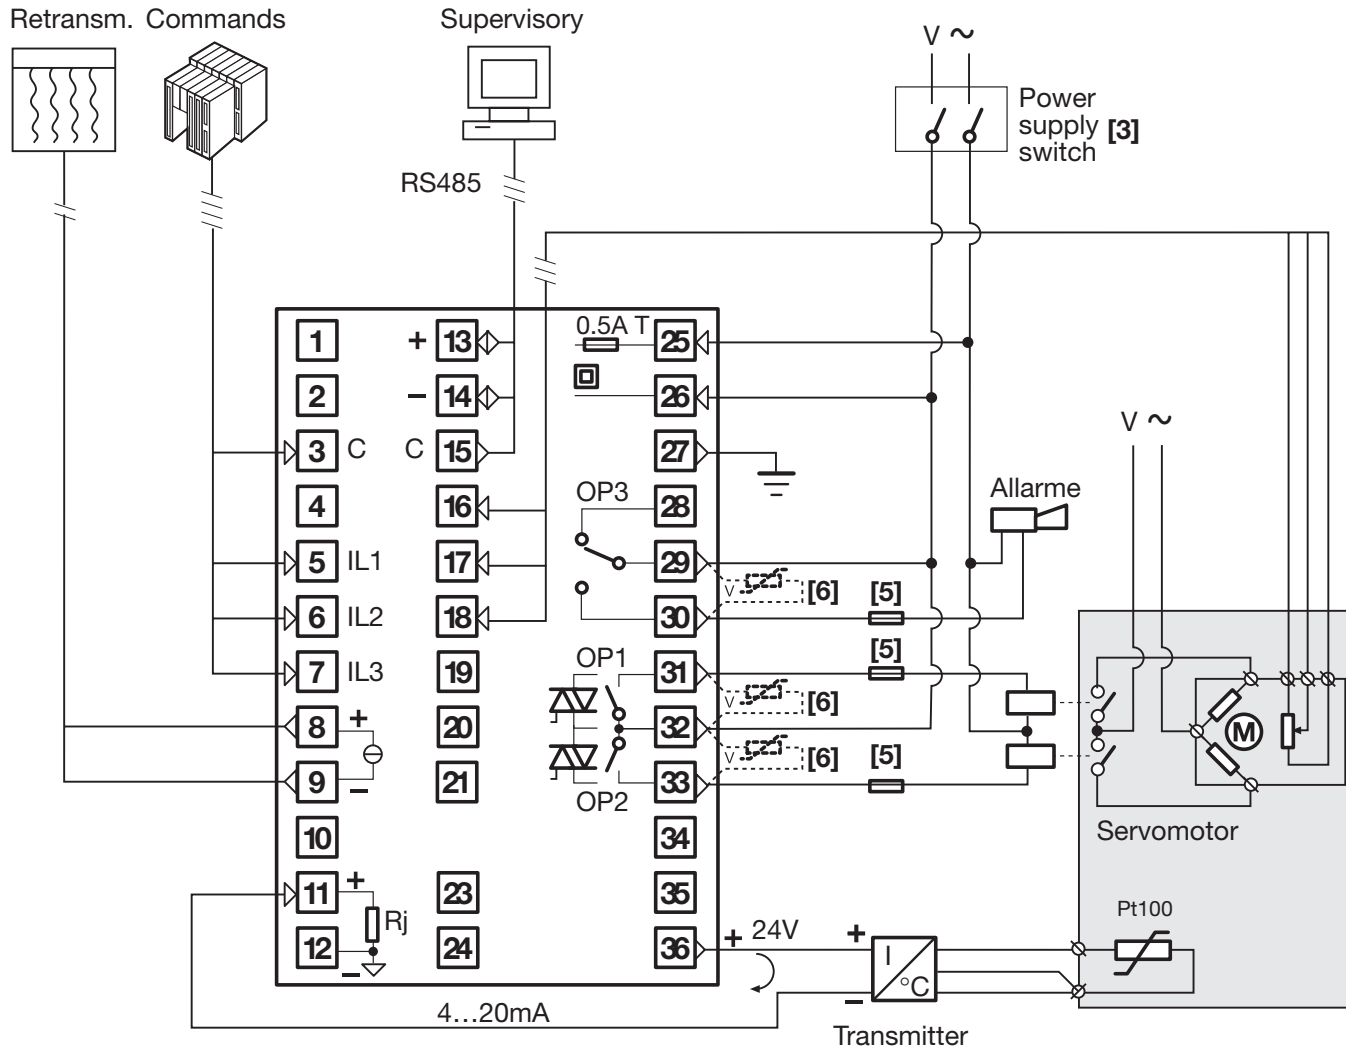 Retransm. Commands Supervisory
V ~
Power
supply [3]
switch
RS485
1 + 13 0.5A T 25
2 – 14 26
3 C C 15 27
V ~
4 16 OP3 28
Allarme
5 IL1 17 29
V [6] [5]
6 IL2 18 30
[5]
7 IL3 19 OP1 31
V [6]
8 + 20 32
M
V [6] [5]
9 – 21 33
OP2
10 34
Servomotor
11 + 23 35
Rj
Pt100
12 – 24 36 + 24V +
I
°C
–
4...20mA
Transmitter